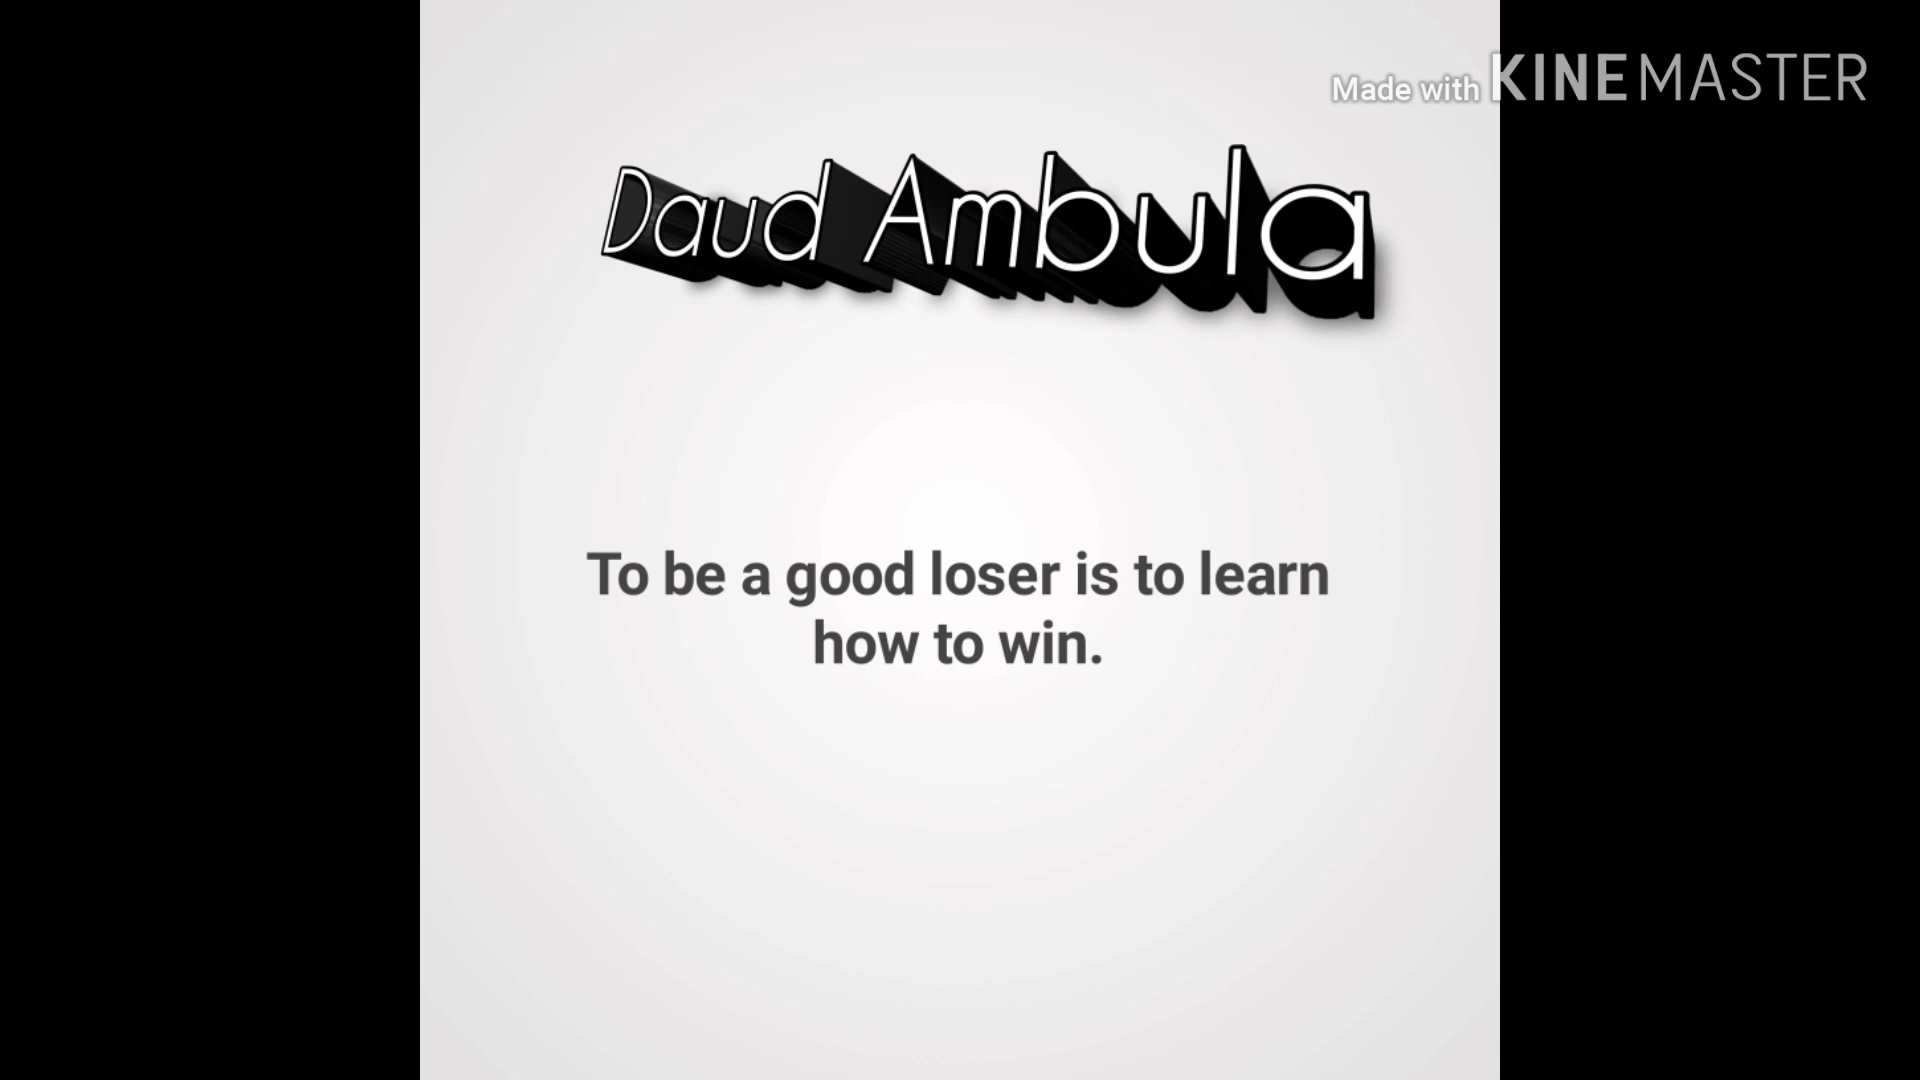 Made with KINEMASTER
Daud Ambula
To be a good loser is to learn
how to win.